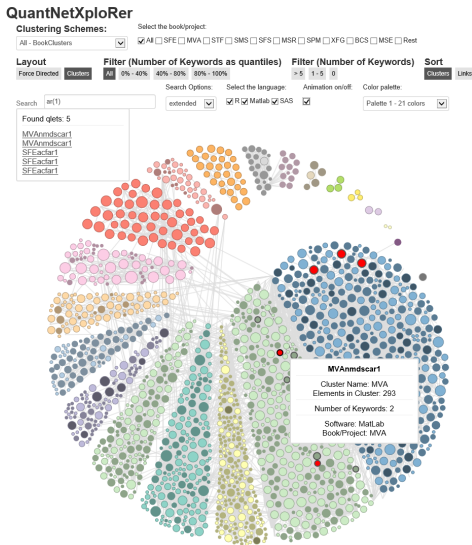 QuantNetXploRer
Clustering Schemes:
All - BookClusters
Select the book/project:
All SFE MVA STF SMS SFS MSR SPM XFG BCS MSE Rest
Layout
Force Directed Clusters
Filter (Number of Keywords as quantiles)
All 0%- 40% 40% - 80% 80% - 100%
Filter (Number of Keywords)
> 5 1 - 5 0
Sort
Clusters Links
Search ar(1)
Search Options:
extended
Select the language:
R Matlab SAS
Animation on/off:
Color palette:
Palette 1 - 21 colors
Found qlets: 5
MVAnmdscar1
MVAnmdscar1
SFEacfar1
SFEacfar1
SFEacfar1
MVAnmdscar1
Cluster Name: MVA
Elements in Cluster: 293
Number of Keywords: 2
Software: MatLab
Book/Project: MVA